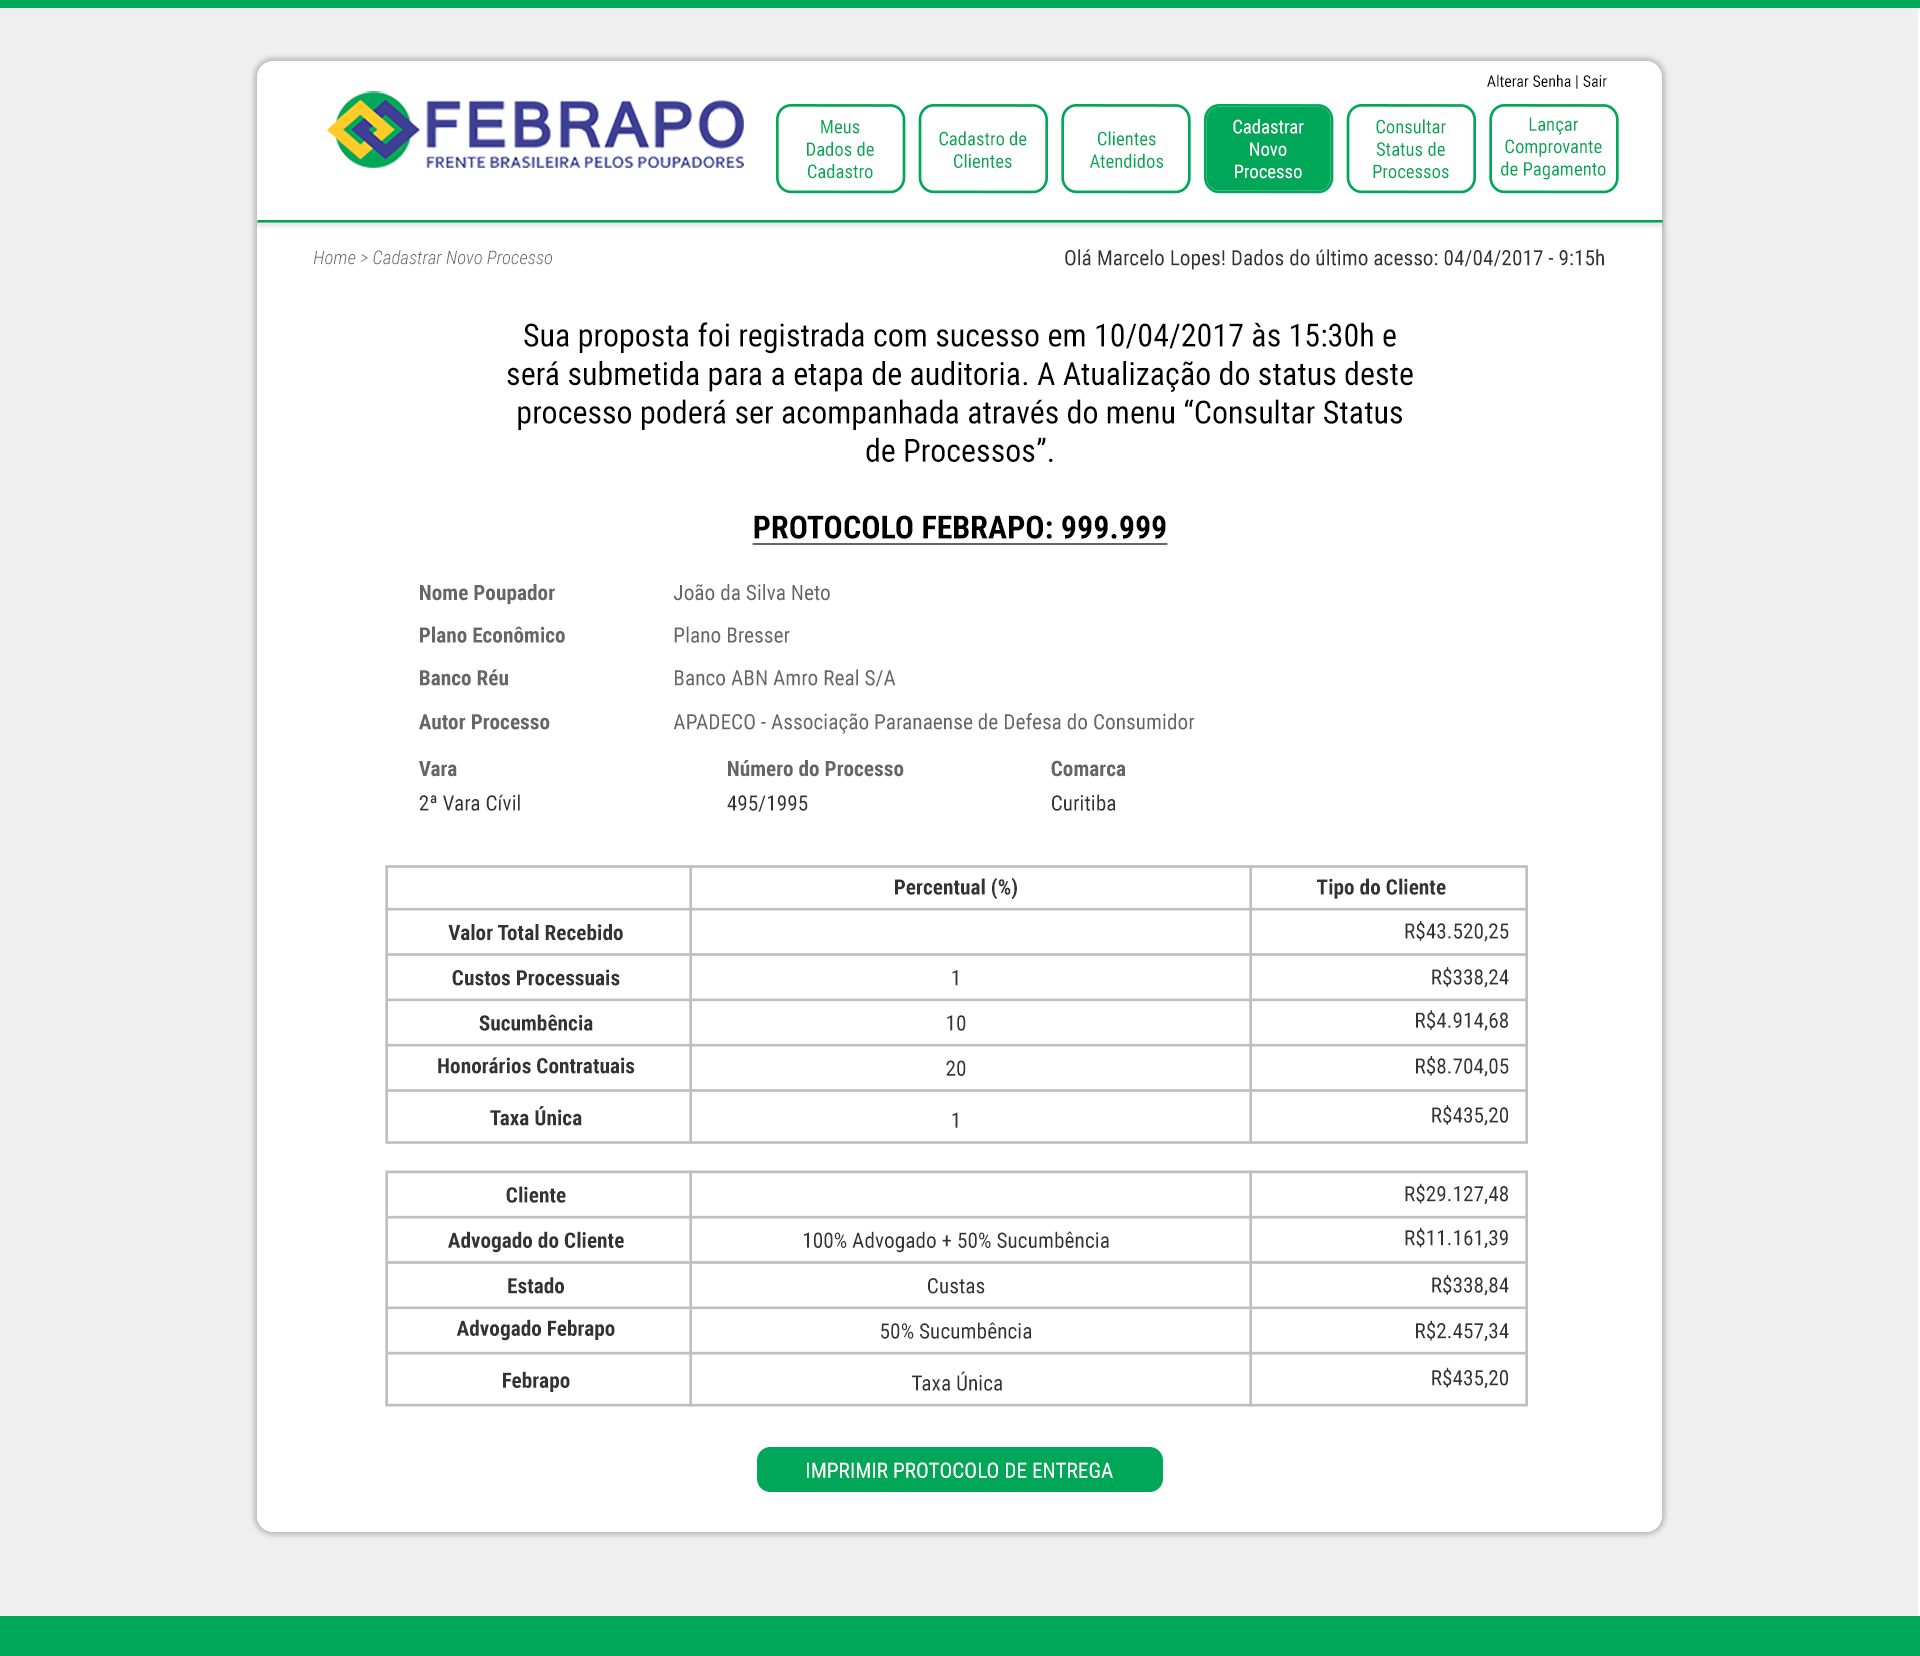 Alterar Senha | Sair
FEBRAPO
FRENTE BRASILEIRA PELOS POUPADORES
Meus
Dados de
Cadastro
Cadastro de
Clientes
Clientes
Atendidos
Cadastrar
Novo
Processo
Consultar
Status de
Processos
Lançar
Comprovante
de Pagamento
Home > Cadastrar Novo Processo
Olá Marcelo Lopes! Dados do último acesso: 04/04/2017 - 9:15h
Sua proposta foi registrada com sucesso em 10/04/2017 às 15:30h e
será submetida para a etapa de auditoria. A Atualização do status deste
processo poderá ser acompanhada através do menu “Consultar Status
de Processos”.
PROTOCOLO FEBRAPO: 999.999
Nome Poupador João da Silva Neto
Plano Econômico Plano Bresser
Banco Réu Banco ABN Amro Real S/A
Autor Processo APADECO - Associação Paranaense de Defesa do Consumidor
Vara Número do Processo Comarca
2ª Vara Cívil 495/1995 Curitiba
Percentual (%) Tipo do Cliente
Valor Total Recebido R$43.520,25
Custos Processuais 1 R$338,24
Sucumbência 10 R$4.914,68
Honorários Contratuais 20 R$8.704,05
Taxa Única 1 R$435,20
Cliente R$29.127,48
Advogado do Cliente 100% Advogado + 50% Sucumbência R$11.161,39
Estado Custas R$338,84
Advogado Febrapo 50% Sucumbência R$2.457,34
Febrapo Taxa Única R$435,20
IMPRIMIR PROTOCOLO DE ENTREGA